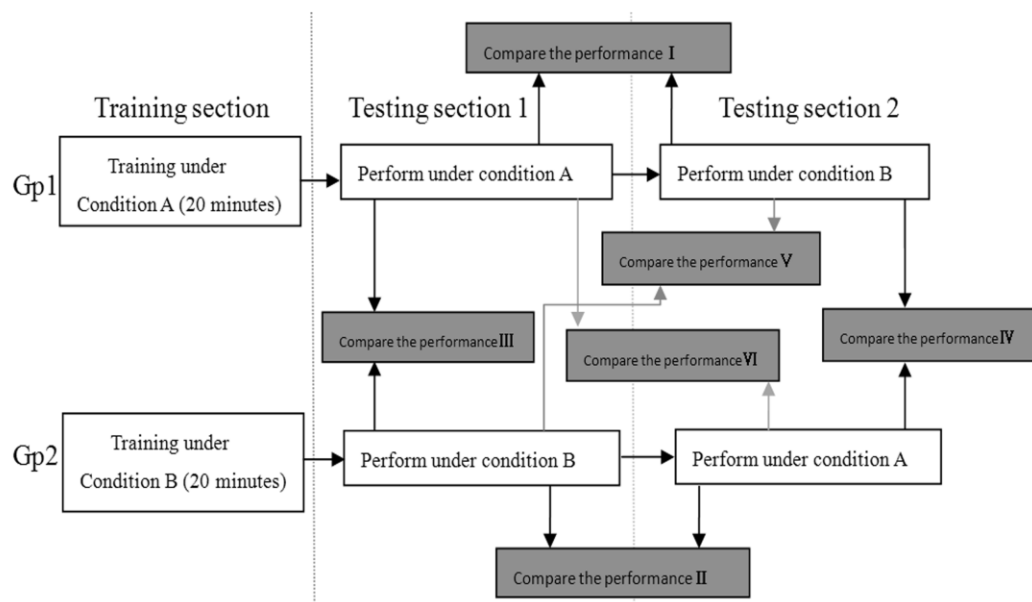 Compare the performance Ⅰ
Training section
Testing section 1
Testing section 2
Gp1
Training under
Condition A (20 minutes)
Perform under condition A
Perform under condition B
Compare the performance Ⅴ
Compare the performance Ⅲ
Compare the performance Ⅵ
Compare the performance Ⅳ
Gp2
Training under
Condition B (20 minutes)
Perform under condition B
Perform under condition A
Compare the performance Ⅱ